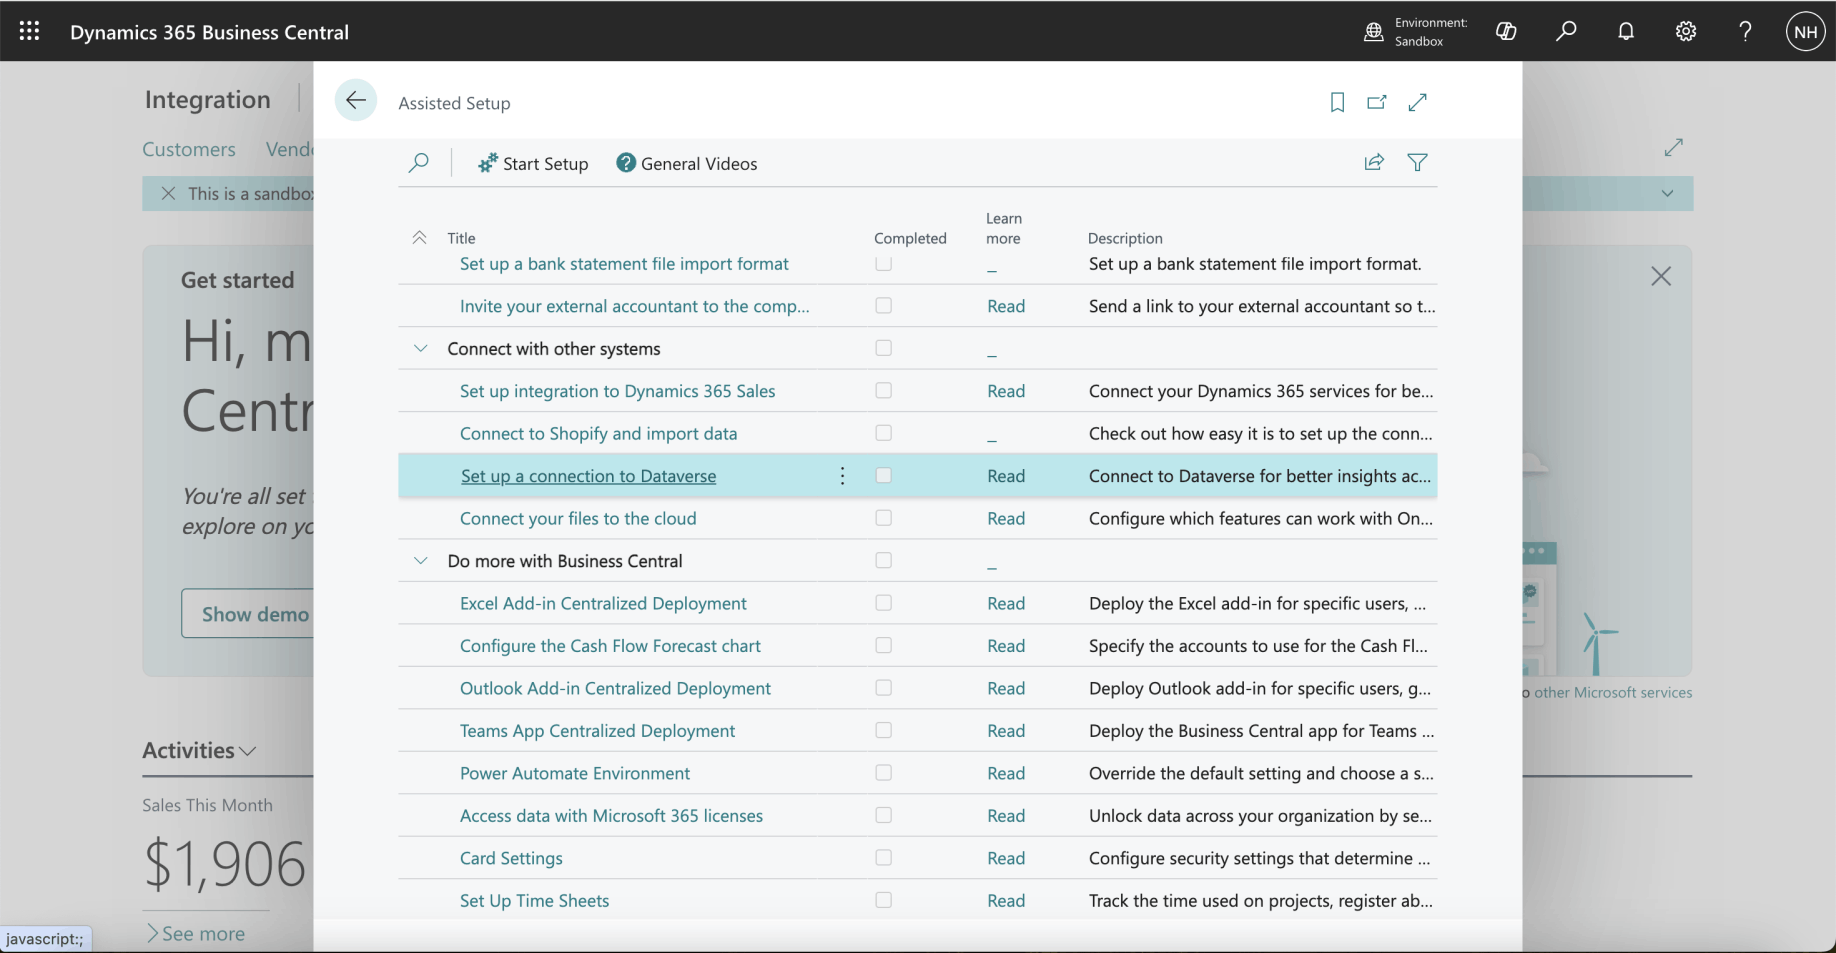 Dynamics 365 Business Central
Environment:
Sandbox
NH
Integration
Customers
This is a sandbox
Get started
Hi,
You're all set
explore on
Show demo
Activities
Sales This Month
$1,906
See more
javascript:;
Assisted Setup
Start Setup
General Videos
Title
Completed
Learn more
Description
Set up a bank statement file import format
_
Set up a bank statement file import format.
Invite your external accountant to the comp...
Read
Send a link to your external accountant so t...
Connect with other systems
_
Set up integration to Dynamics 365 Sales
Read
Connect your Dynamics 365 services for be...
Connect to Shopify and import data
_
Check out how easy it is to set up the conn...
Set up a connection to Dataverse
Read
Connect to Dataverse for better insights ac...
Connect your files to the cloud
Read
Configure which features can work with On...
Do more with Business Central
_
Excel Add-in Centralized Deployment
Read
Deploy the Excel add-in for specific users, ...
Configure the Cash Flow Forecast chart
Read
Specify the accounts to use for the Cash Fl...
Outlook Add-in Centralized Deployment
Read
Deploy Outlook add-in for specific users, g...
Teams App Centralized Deployment
Read
Deploy the Business Central app for Teams ...
Power Automate Environment
Read
Override the default setting and choose a s...
Access data with Microsoft 365 licenses
Read
Unlock data across your organization by se...
Card Settings
Read
Configure security settings that determine ...
Set Up Time Sheets
Read
Track the time used on projects, register ab...
other Microsoft services